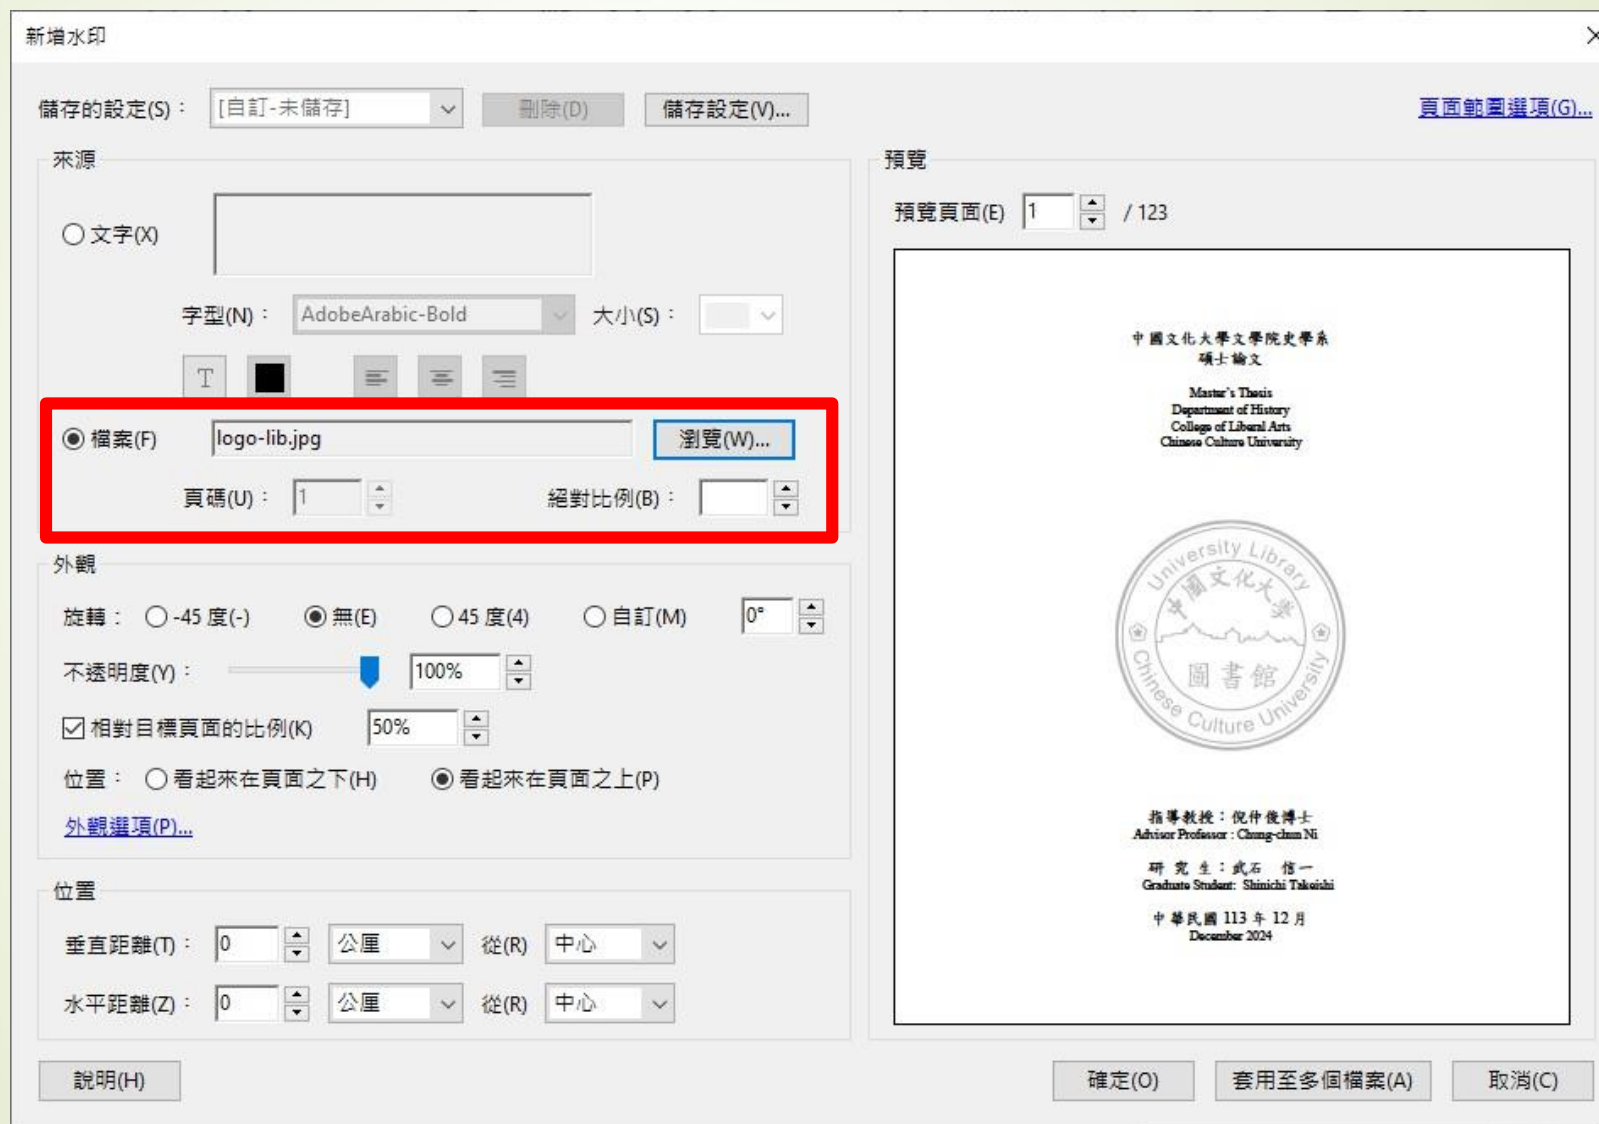 新增水印
儲存的設定(S)： [自訂-未儲存] 刪除(D) 儲存設定(V)... 頁面範圍選項(G)...
來源
文字(X)
字型(N)： AdobeArabic-Bold 大小(S)：
T
檔案(F) logo-lib.jpg 瀏覽(W)...
頁碼(U)： 1 絕對比例(B)：
外觀
旋轉： -45 度(-) 無(E) 45 度(4) 自訂(M) 0°
不透明度(Y)： 100%
相對目標頁面的比例(K) 50%
位置： 看起來在頁面之下(H) 看起來在頁面之上(P)
外觀選項(P)...
位置
垂直距離(T)： 0 公厘 從(R) 中心
水平距離(Z)： 0 公厘 從(R) 中心
預覽
預覽頁面(E) 1 / 123
中國文化大學文學院史學系
碩士論文
Master's Thesis
Department of History
College of Liberal Arts
Chinese Culture University
University Library
中國文化大學
圖書館
Chinese Culture University
指導教授：倪仲俊博士
Advisor Professor : Chung-chun Ni
研 究 生：武石 信一
Graduate Student: Shinichi Takeishi
中華民國 113 年 12 月
December 2024
說明(H) 確定(O) 套用至多個檔案(A) 取消(C)